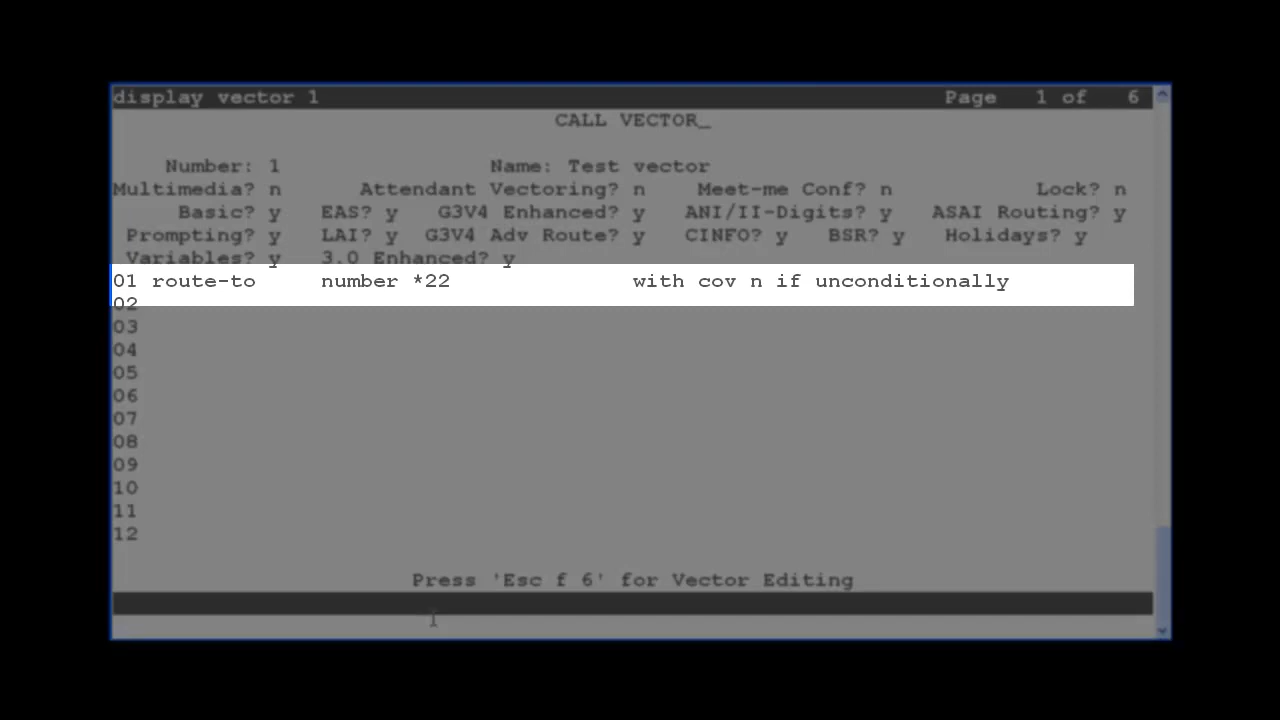 display vector 1 Page 1 of 6
CALL VECTOR_
Number: 1 Name: Test vector
Multimedia? n Attendant Vectoring? n Meet-me Conf? n Lock? n
Basic? y EAS? y G3V4 Enhanced? y ANI/II-Digits? y ASAI Routing? y
Prompting? y LAI? y G3V4 Adv Route? y CINFO? y BSR? y Holidays? y
Variables? y 3.0 Enhanced? y
01 route-to number *22 with cov n if unconditionally
02
03
04
05
06
07
08
09
10
11
12
Press 'Esc f 6' for Vector Editing